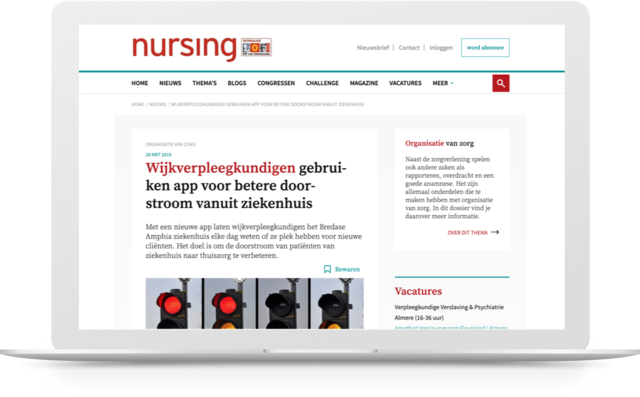 nursing
Nieuwsbrief | Contact | Inloggen
word abonnee
HOME NIEUWS THEMA'S BLOGS CONGRESSEN CHALLENGE MAGAZINE VACATURES MEER
HOME / NIEUWS / WIJKVERPLEEGKUNDIGEN GEBRUIKEN APP VOOR BETERE DOORSTROOM VANUIT ZIEKENHUIS
ORGANISATIE VAN ZORG
28 MRT 2019
Wijkverpleegkundigen gebrui-
ken app voor betere door-
stroom vanuit ziekenhuis
Met een nieuwe app laten wijkverpleegkundigen het Bredase
Amphia ziekenhuis elke dag weten of ze plek hebben voor nieuwe
cliënten. Het doel is om de doorstroom van patiënten van
ziekenhuis naar thuiszorg te verbeteren.
Bewaren
Organisatie van zorg
Naast de zorgverlening spelen
ook andere zaken als
rapporteren, overdracht en een
goede anamnese. Het zijn
allemaal onderdelen die te
maken hebben met organisatie
van zorg. In dit dossier vind je
daarover meer informatie.
OVER DIT THEMA
Vacatures
Verpleegkundige Verslaving & Psychiatrie
Almere (16-36 uur)